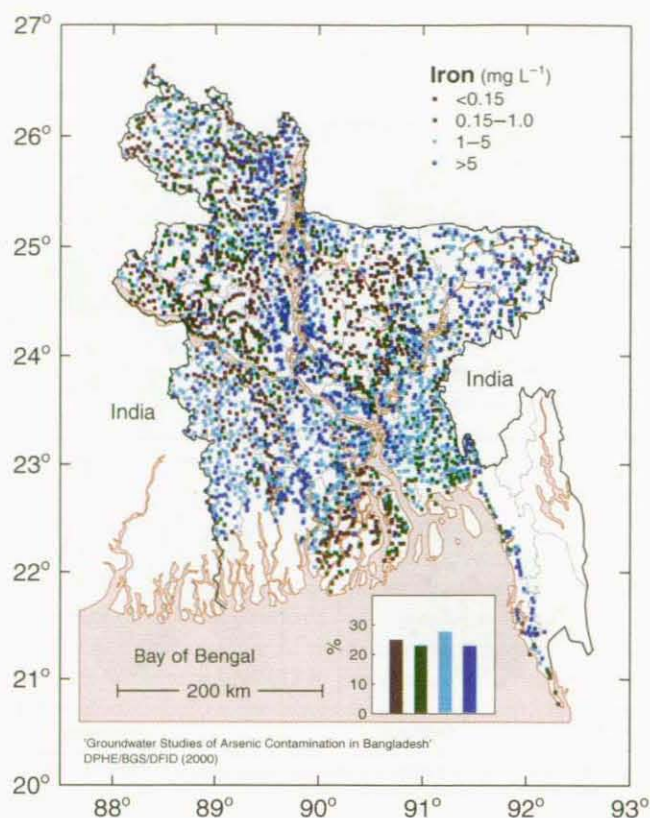 27°
26°
25°
24°
23°
22°
21°
20°
Iron (mg L⁻¹)
<0.15
0.15–1.0
1–5
>5
India
India
Bay of Bengal
200 km
%
30
20
10
0
'Groundwater Studies of Arsenic Contamination in Bangladesh'
DPHE/BGS/DFID (2000)
88° 89° 90° 91° 92° 93°